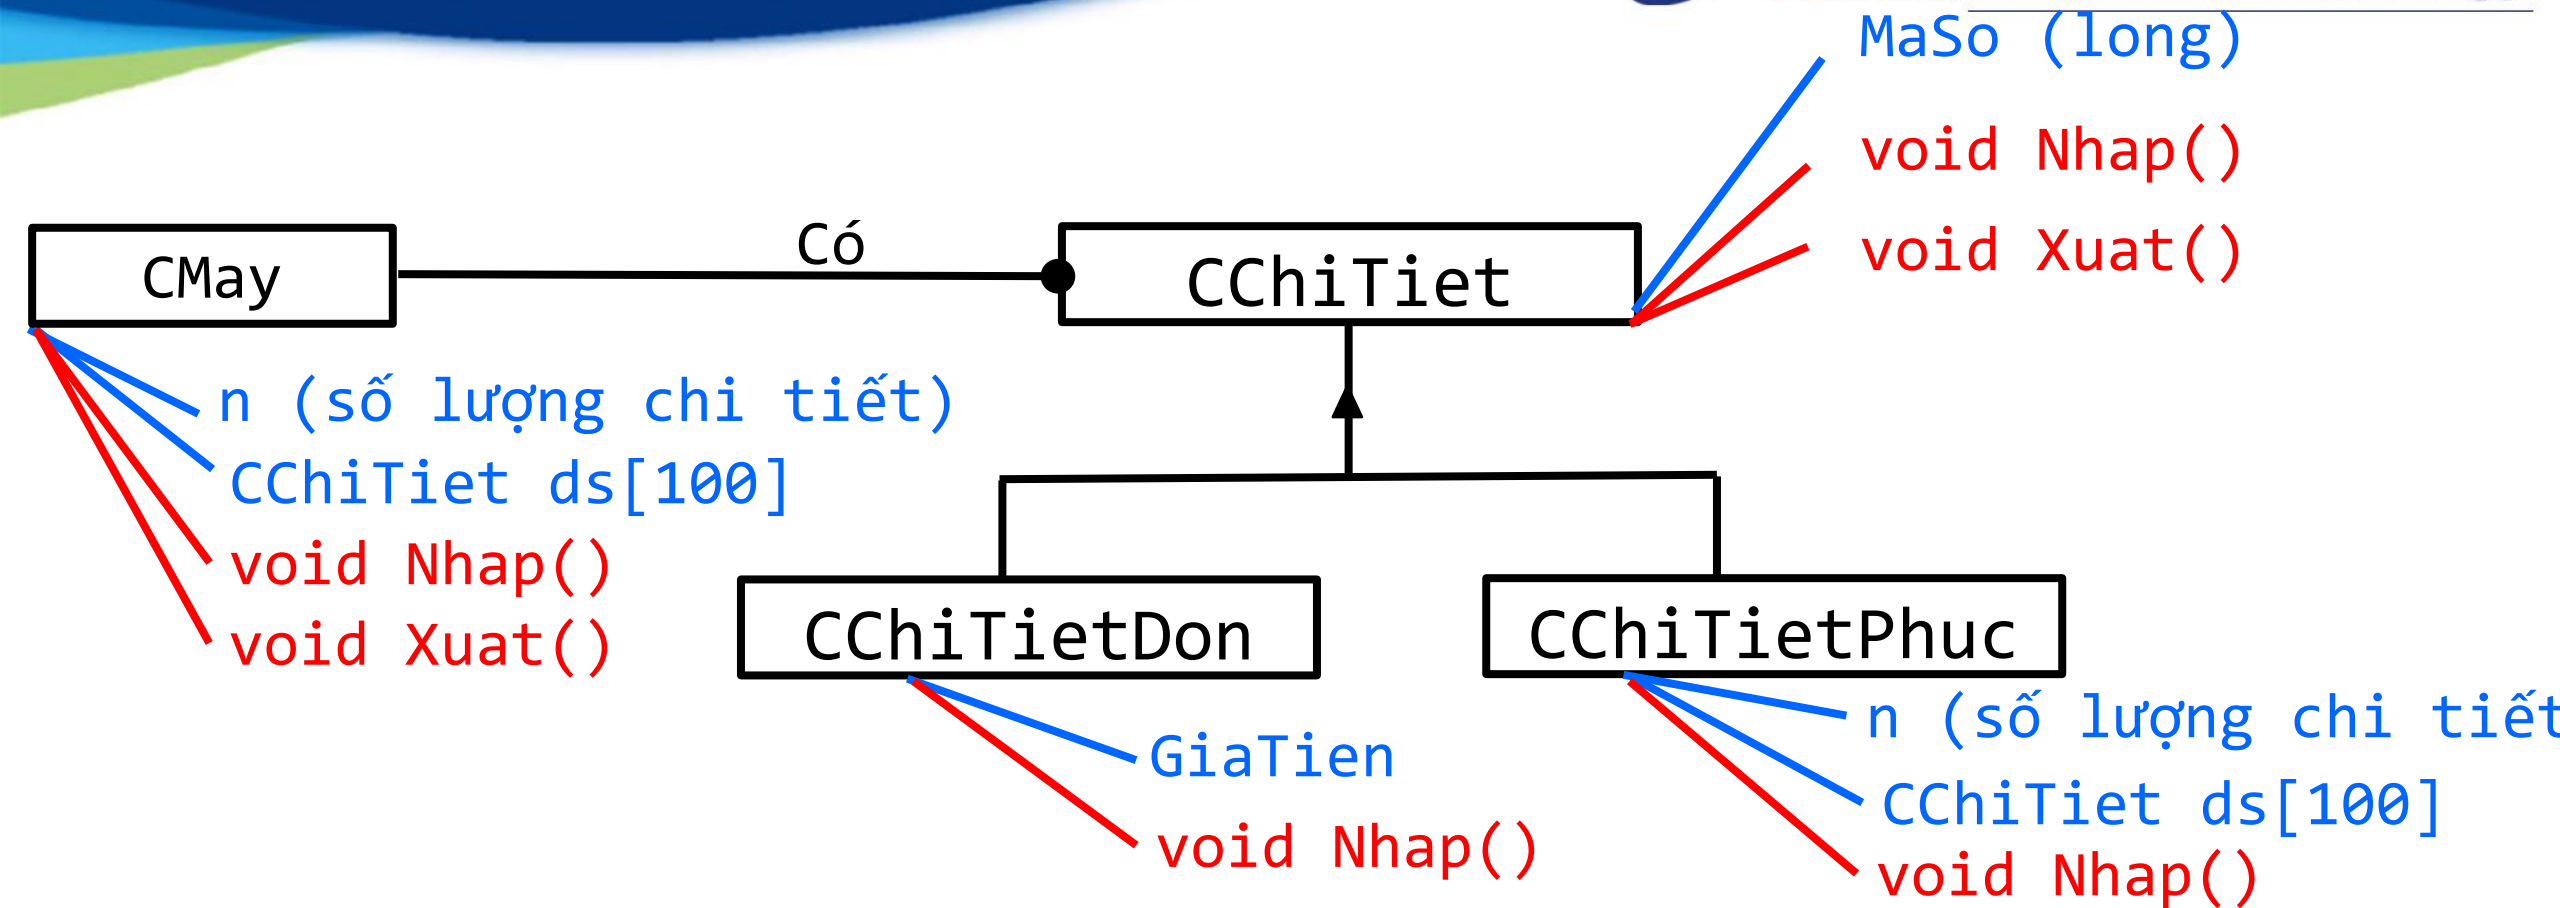 MaSo (long)
void Nhap()
void Xuat()
CMay
Có
CChiTiet
n (số lượng chi tiết)
CChiTiet ds[100]
void Nhap()
void Xuat()
CChiTietDon
CChiTietPhuc
GiaTien
void Nhap()
n (số lượng chi tiết
CChiTiet ds[100]
void Nhap()